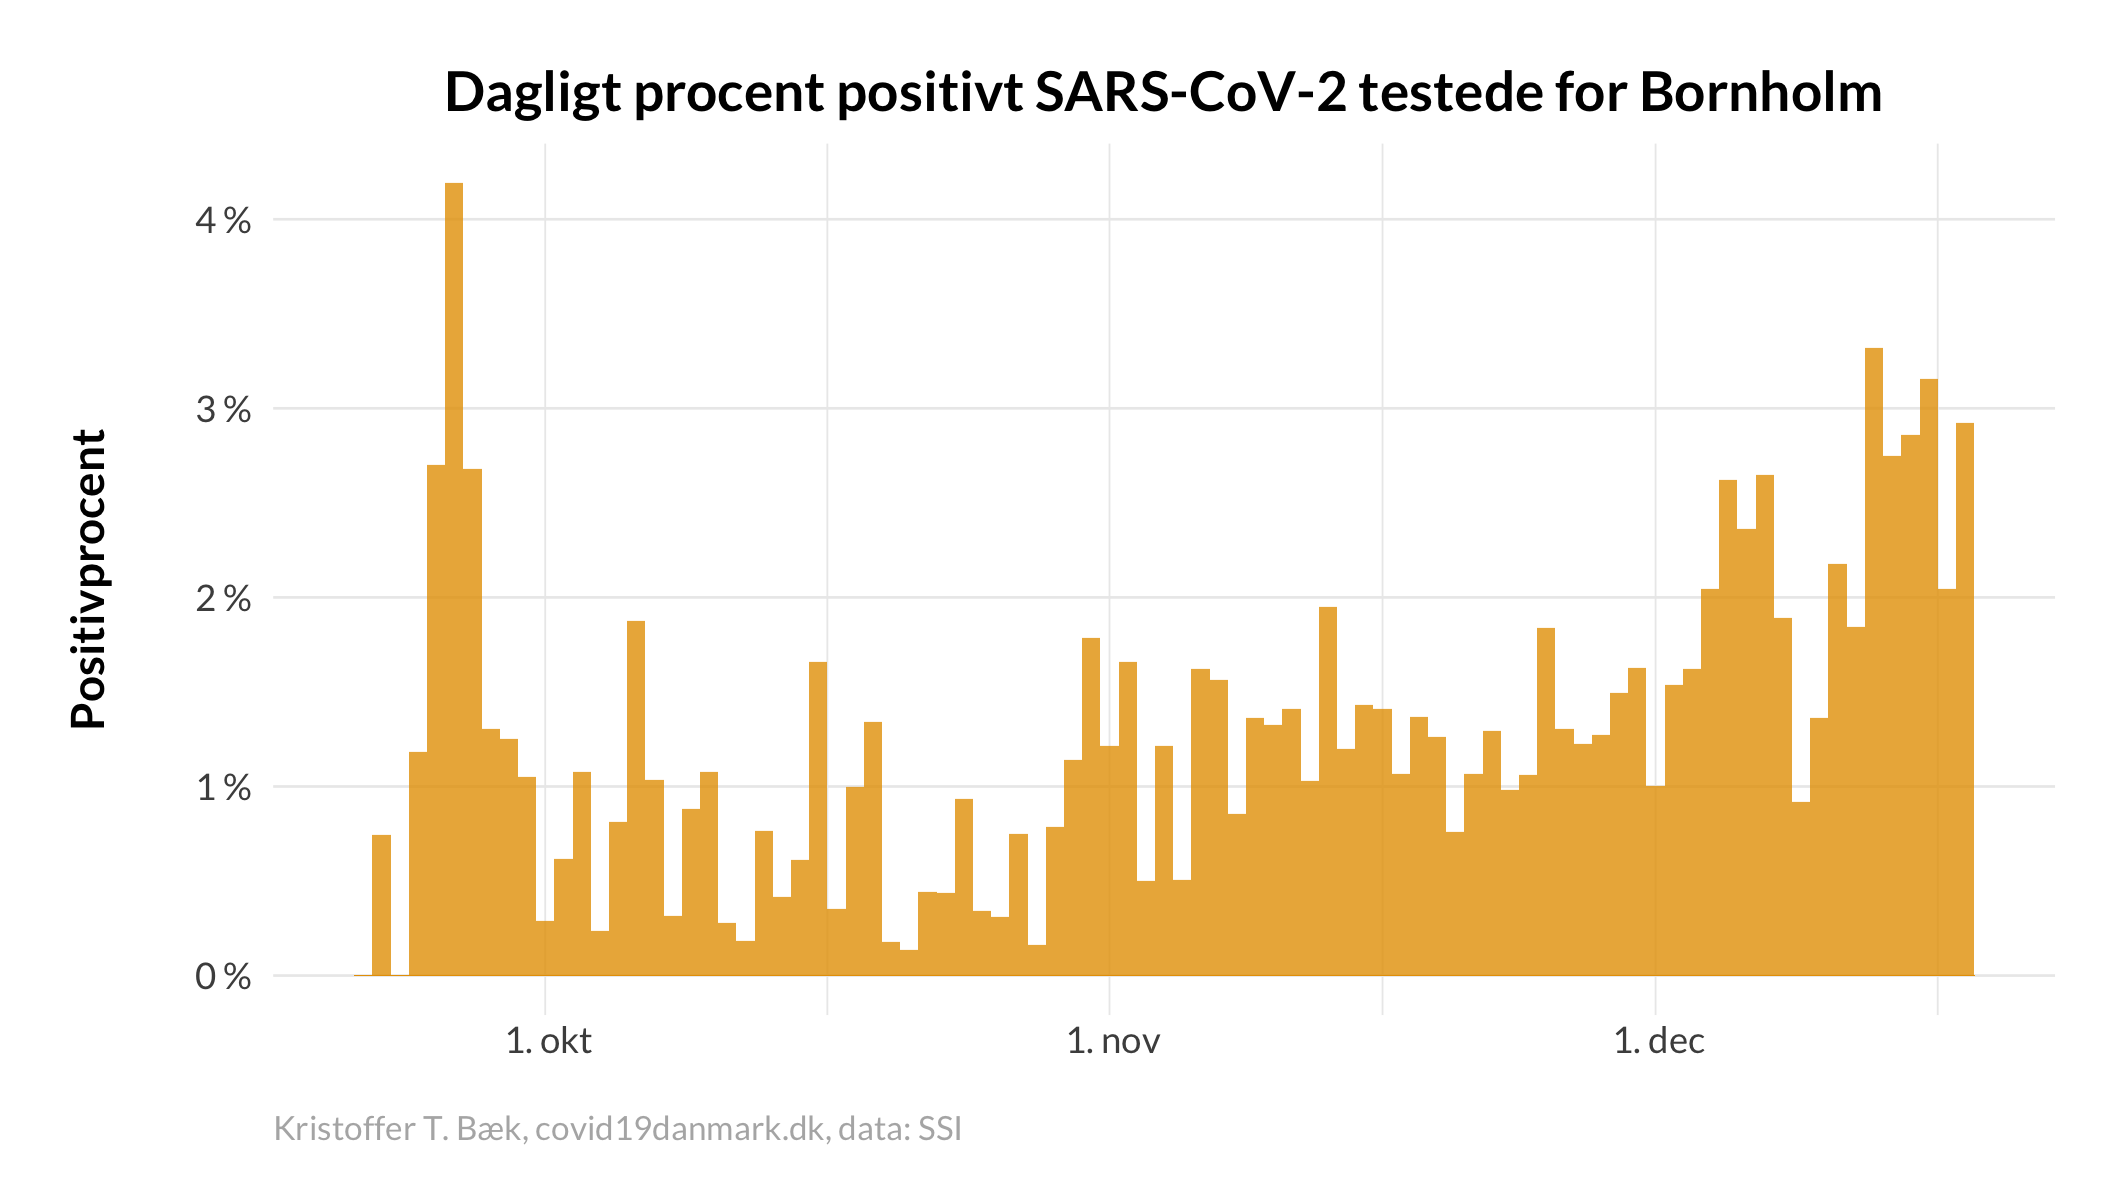 Dagligt procent positivt SARS-CoV-2 testede for Bornholm
Positivprocent
4 %
3 %
2 %
1 %
0 %
1. okt
1. nov
1. dec
Kristoffer T. Bæk, covid19danmark.dk, data: SSI